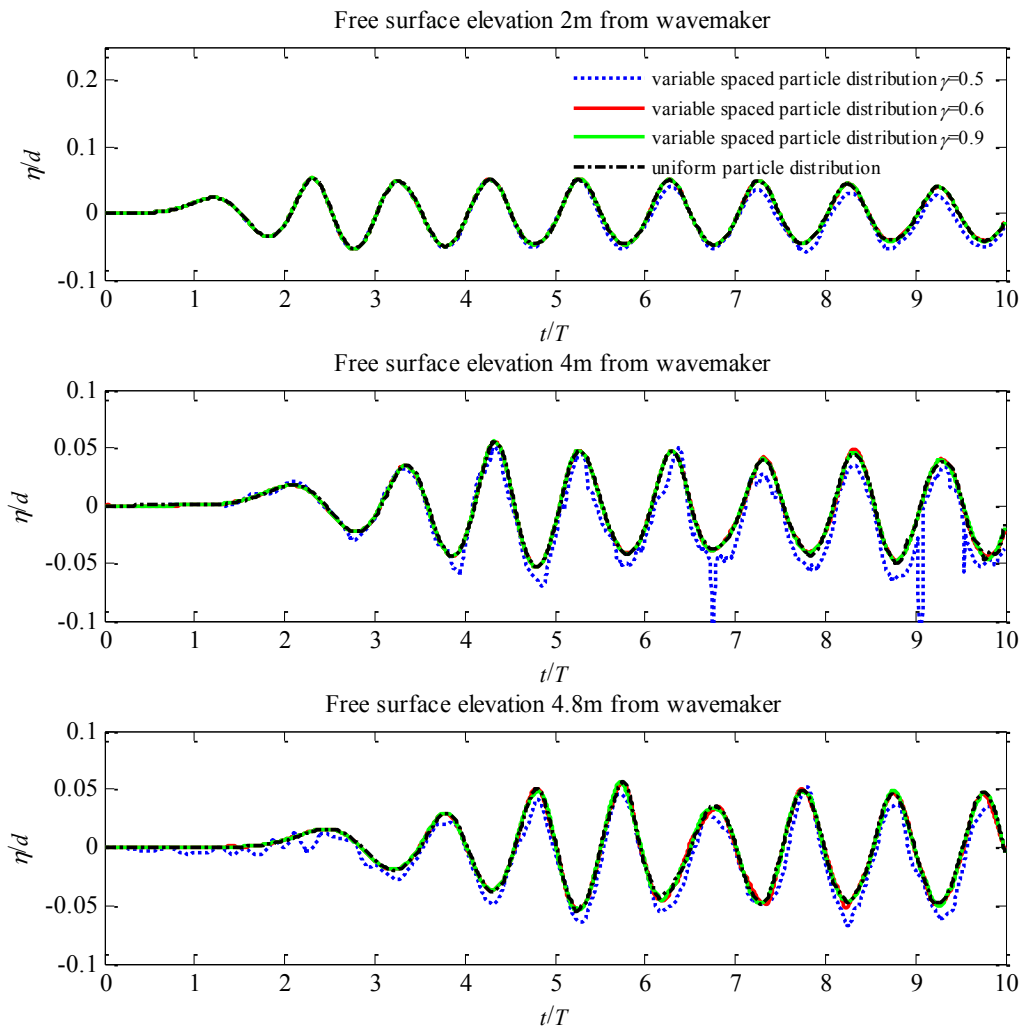 Free surface elevation 2m from wavemaker
0.2
0.1
0
-0.1
η/d
variable spaced particle distribution γ=0.5
variable spaced particle distribution γ=0.6
variable spaced particle distribution γ=0.9
uniform particle distribution
0 1 2 3 4 5 6 7 8 9 10
t/T
Free surface elevation 4m from wavemaker
0.1
0.05
0
-0.05
-0.1
η/d
0 1 2 3 4 5 6 7 8 9 10
t/T
Free surface elevation 4.8m from wavemaker
0.1
0.05
0
-0.05
-0.1
η/d
0 1 2 3 4 5 6 7 8 9 10
t/T